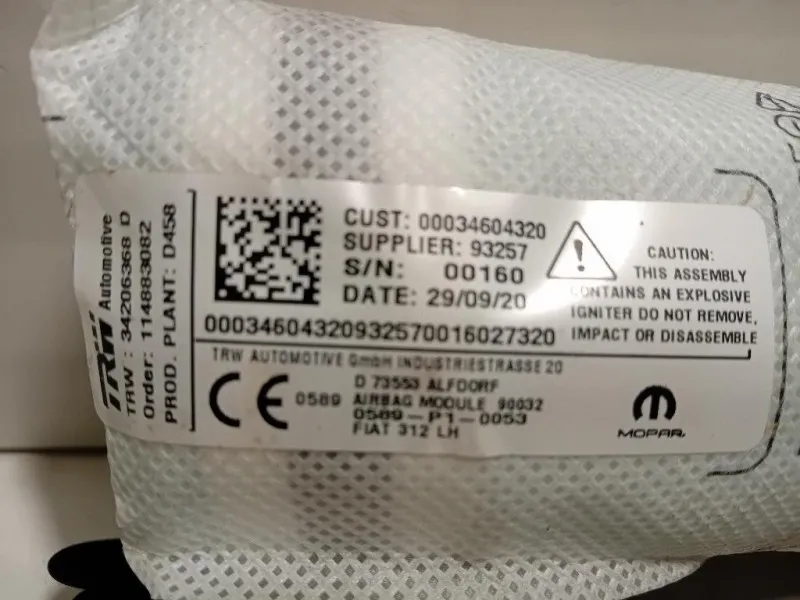 TRW Automotive
TRW : 34206368 D
Order: 114883082
PROD. PLANT: D458
CUST: 00034604320
SUPPLIER: 93257
S/N: 00160
DATE: 29/09/20
00034604320932570016027320
CAUTION:
THIS ASSEMBLY
CONTAINS AN EXPLOSIVE
IGNITER DO NOT REMOVE,
IMPACT OR DISASSEMBLE
TRW AUTOMOTIVE GmbH INDUSTRIESTRASSE 20
D 73553 ALFDORF
CE 0589 AIRBAG MODULE 90032
0589-P1-0053
FIAT 312 LH
MOPAR